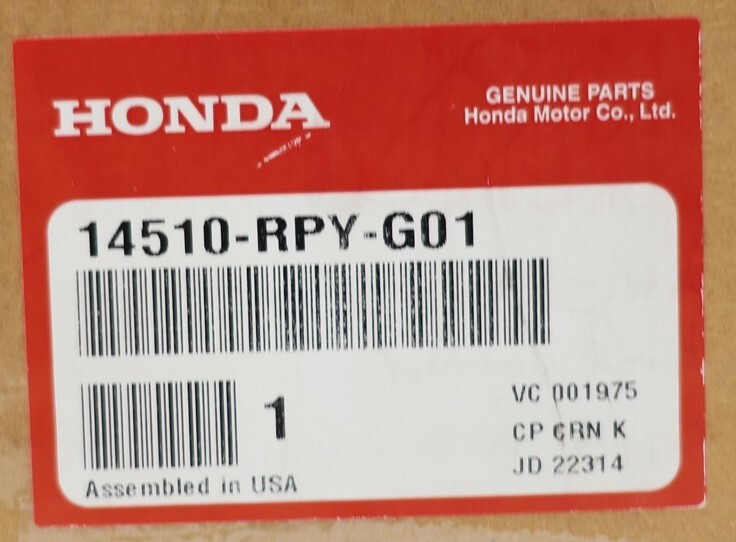 HONDA
GENUINE PARTS
Honda Motor Co., Ltd.
14510-RPY-G01
1
VC 001975
CP CRN K
JD 22314
Assembled in USA